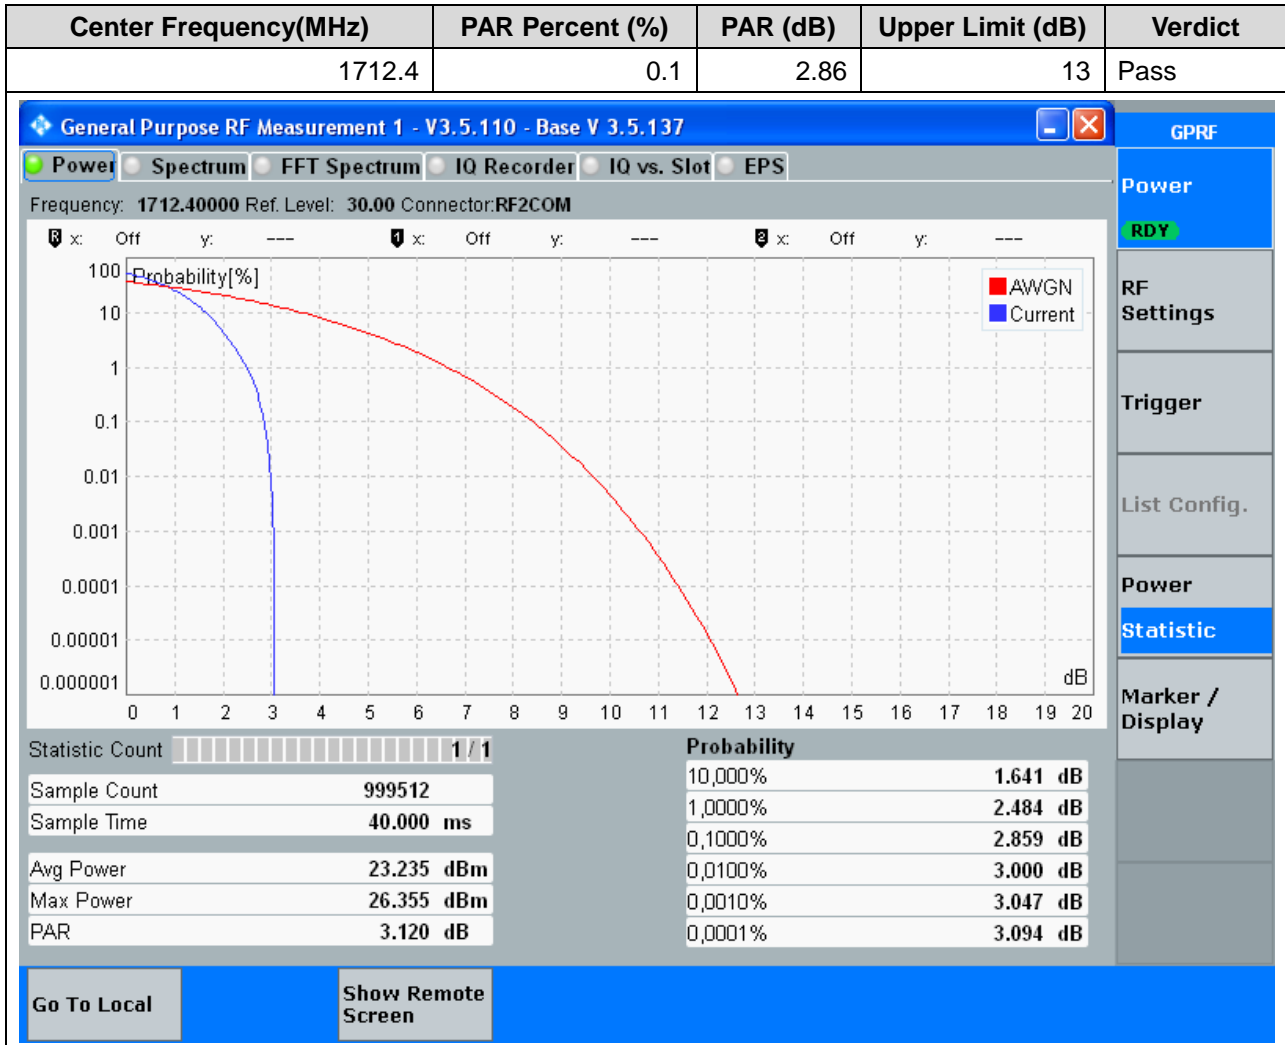 Center Frequency(MHz) PAR Percent (%) PAR (dB) Upper Limit (dB) Verdict
1712.4 0.1 2.86 13 Pass
General Purpose RF Measurement 1 - V3.5.110 - Base V 3.5.137
GPRF
Power Spectrum FFT Spectrum IQ Recorder IQ vs. Slot EPS
Frequency: 1712.40000 Ref. Level: 30.00 Connector:RF2COM
R x: Off y: --- 1 x: Off y: --- 2 x: Off y: ---
Probability[%]
AWGN
Current
100
10
1
0.1
0.01
0.001
0.0001
0.00001
0.000001
dB
0 1 2 3 4 5 6 7 8 9 10 11 12 13 14 15 16 17 18 19 20
Statistic Count 1 / 1
Sample Count 999512
Sample Time 40.000 ms
Avg Power 23.235 dBm
Max Power 26.355 dBm
PAR 3.120 dB
Probability
10,000% 1.641 dB
1,0000% 2.484 dB
0,1000% 2.859 dB
0,0100% 3.000 dB
0,0010% 3.047 dB
0,0001% 3.094 dB
Power
RDY
RF
Settings
Trigger
List Config.
Power
Statistic
Marker /
Display
Go To Local
Show Remote
Screen